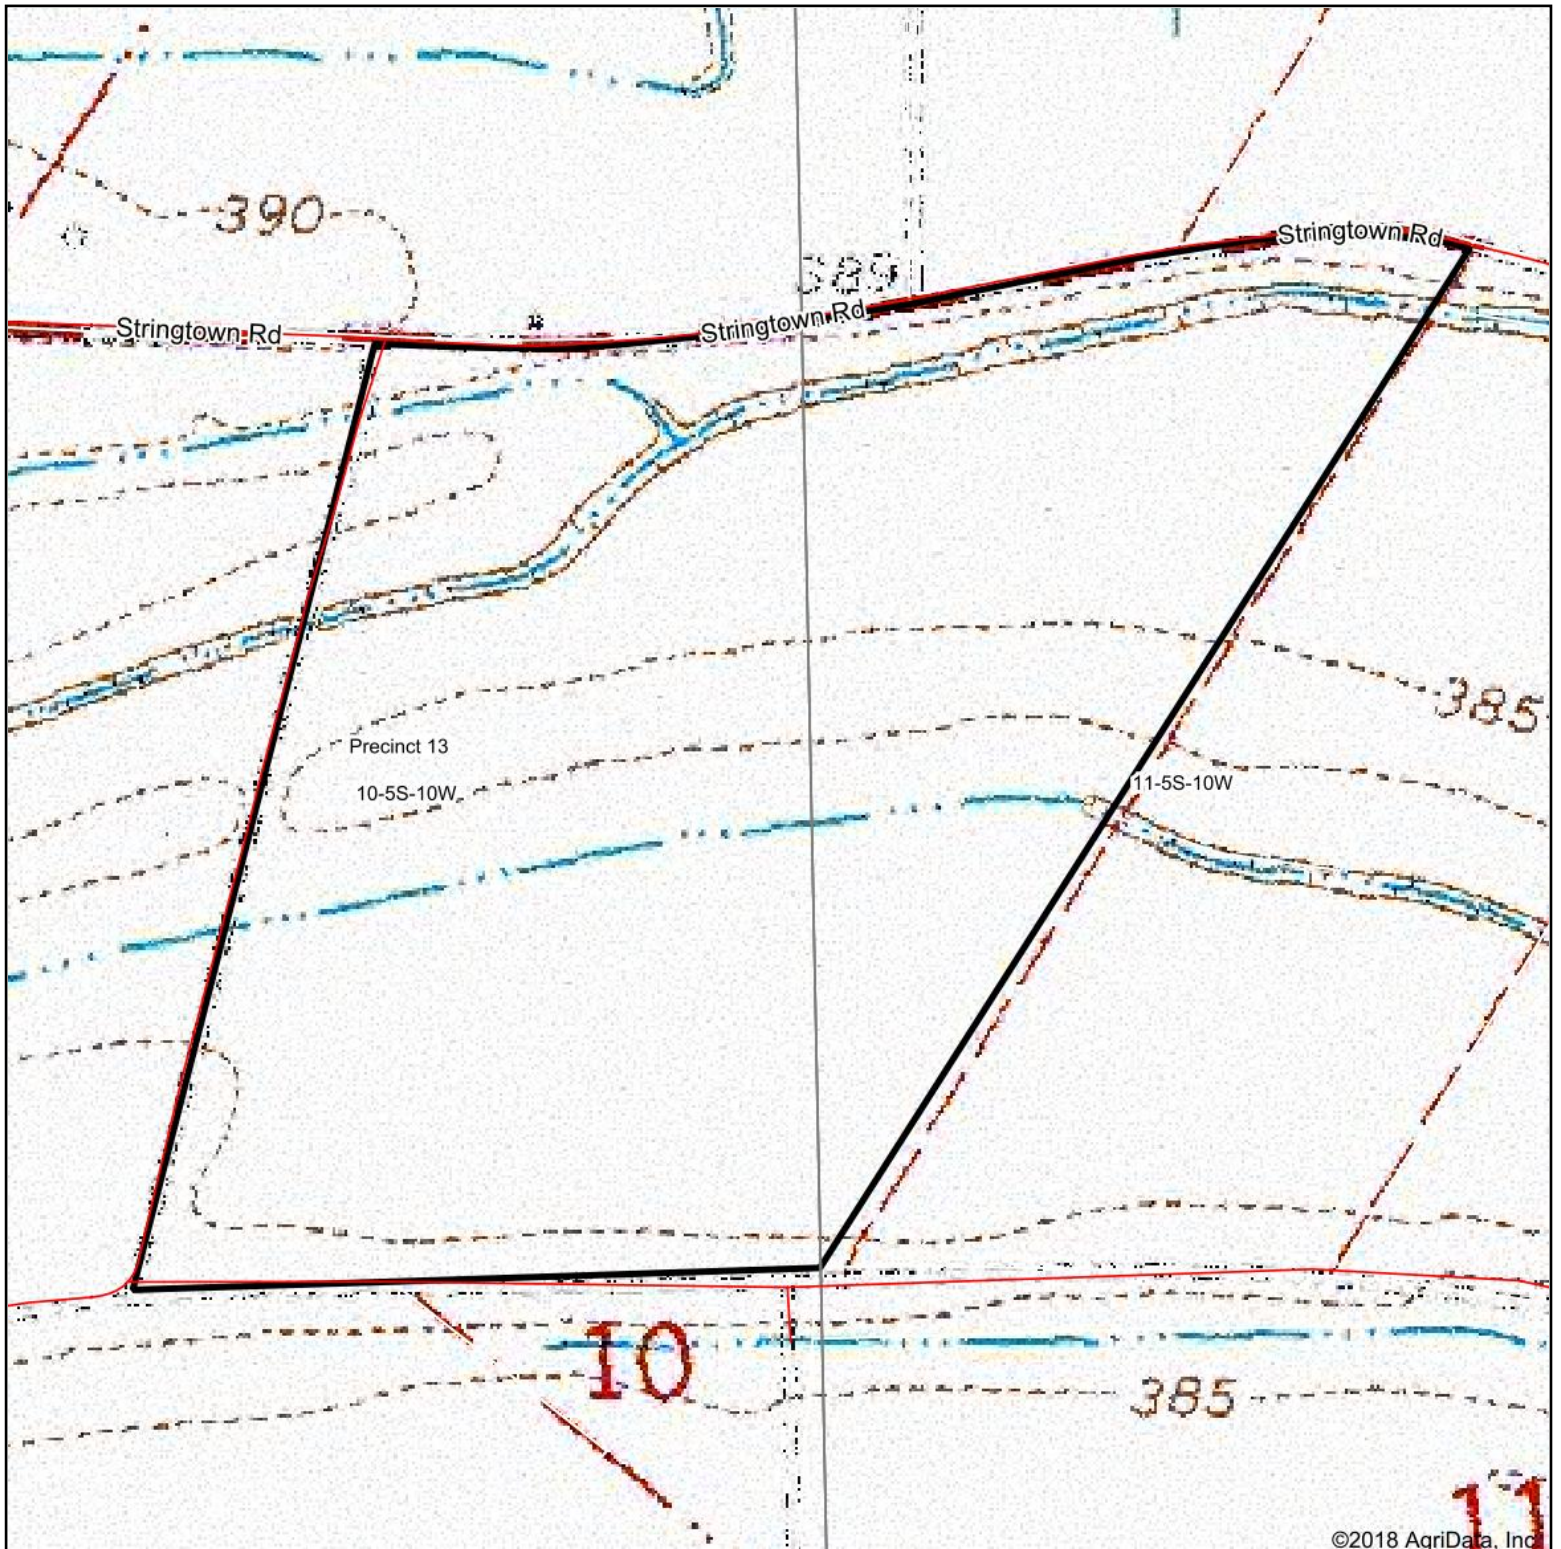 390
Stringtown Rd
389
Stringtown Rd
Stringtown Rd
385
Precinct 13
10-5S-10W
11-5S-10W
10
385
11
©2018 AgriData, Inc